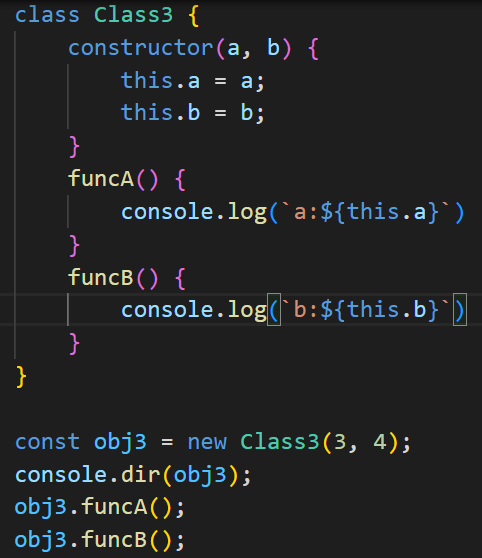 class Class3 {
    constructor(a, b) {
        this.a = a;
        this.b = b;
    }
    funcA() {
        console.log(`a:${this.a}`)
    }
    funcB() {
        console.log(`b:${this.b}`)
    }
}

const obj3 = new Class3(3, 4);
console.dir(obj3);
obj3.funcA();
obj3.funcB();